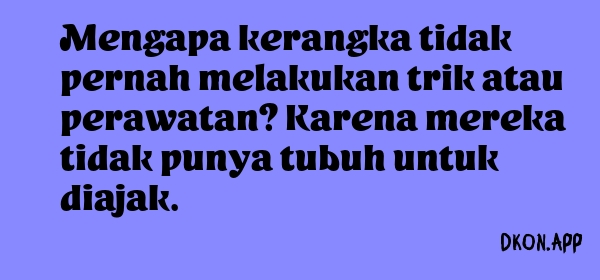 Mengapa kerangka tidak
pernah melakukan trik atau
perawatan? Karena mereka
tidak punya tubuh untuk
diajak.
DKON.APP